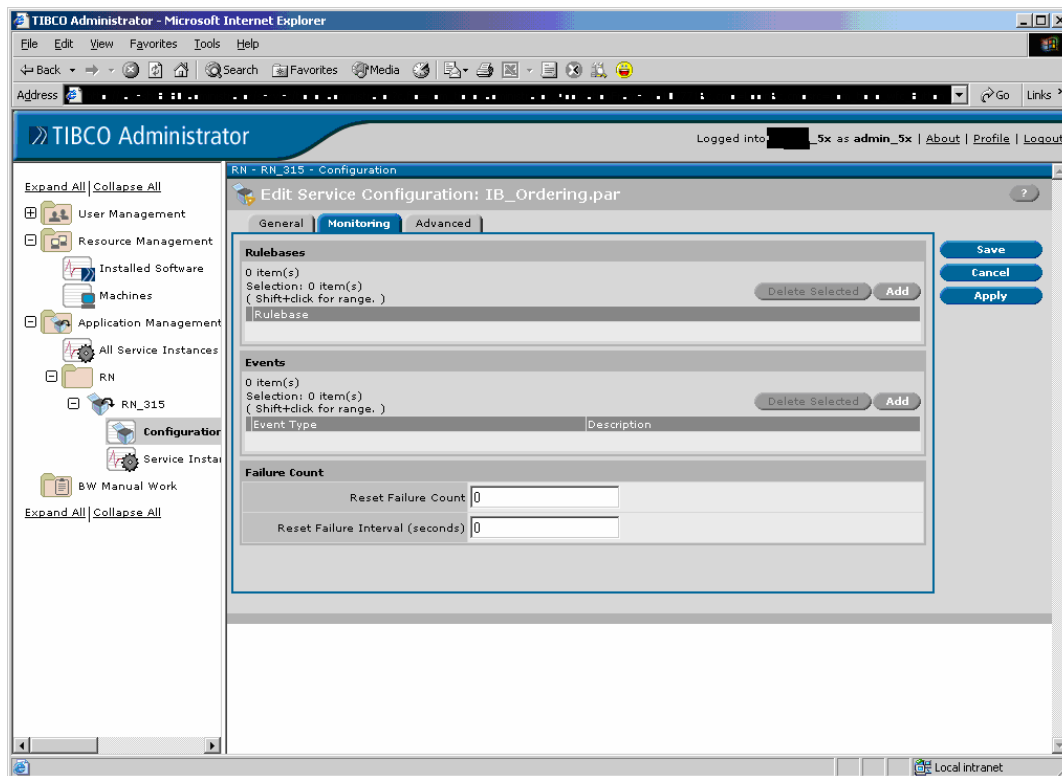 TIBCO Administrator - Microsoft Internet Explorer
File Edit View Favorites Tools Help
Back Search Favorites Media
Address Go Links
TIBCO Administrator
Logged into _5x as admin_5x | About | Profile | Logout
Expand All | Collapse All
User Management
Resource Management
Installed Software
Machines
Application Management
All Service Instances
RN
RN_315
Configuration
Service Instar
BW Manual Work
Expand All | Collapse All
RN - RN_315 - Configuration
Edit Service Configuration: IB_Ordering.par
?
General Monitoring Advanced
Save
Cancel
Apply
Rulebases
0 item(s)
Selection: 0 item(s)
( Shift+click for range. )
Delete Selected Add
Rulebase
Events
0 item(s)
Selection: 0 item(s)
( Shift+click for range. )
Delete Selected Add
Event Type Description
Failure Count
Reset Failure Count 0
Reset Failure Interval (seconds) 0
Local intranet